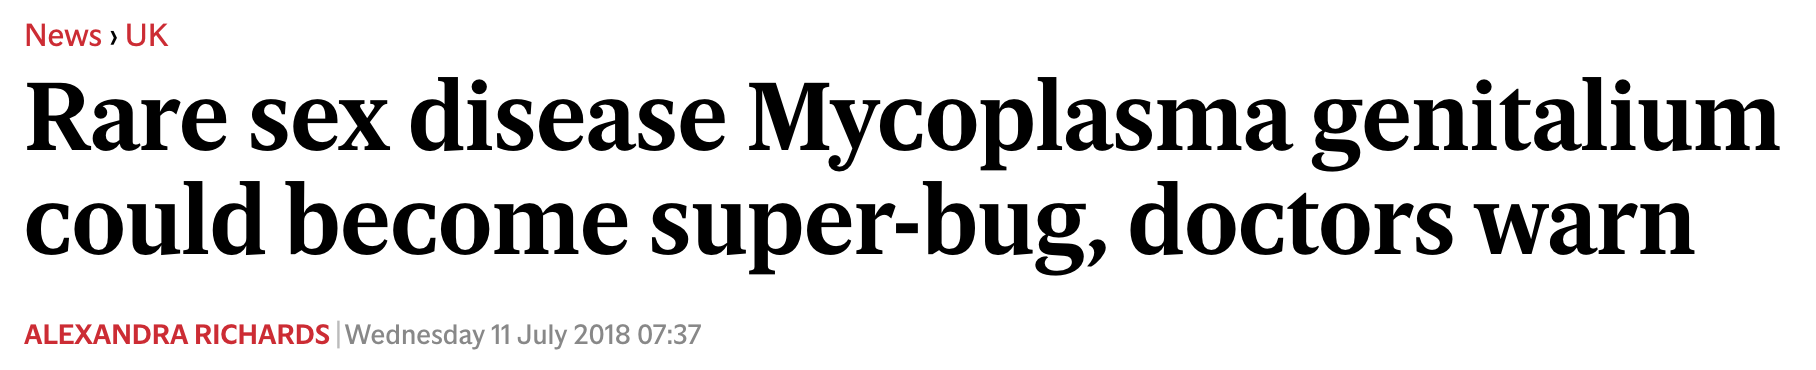 News › UK
Rare sex disease Mycoplasma genitalium
could become super-bug, doctors warn
ALEXANDRA RICHARDS | Wednesday 11 July 2018 07:37